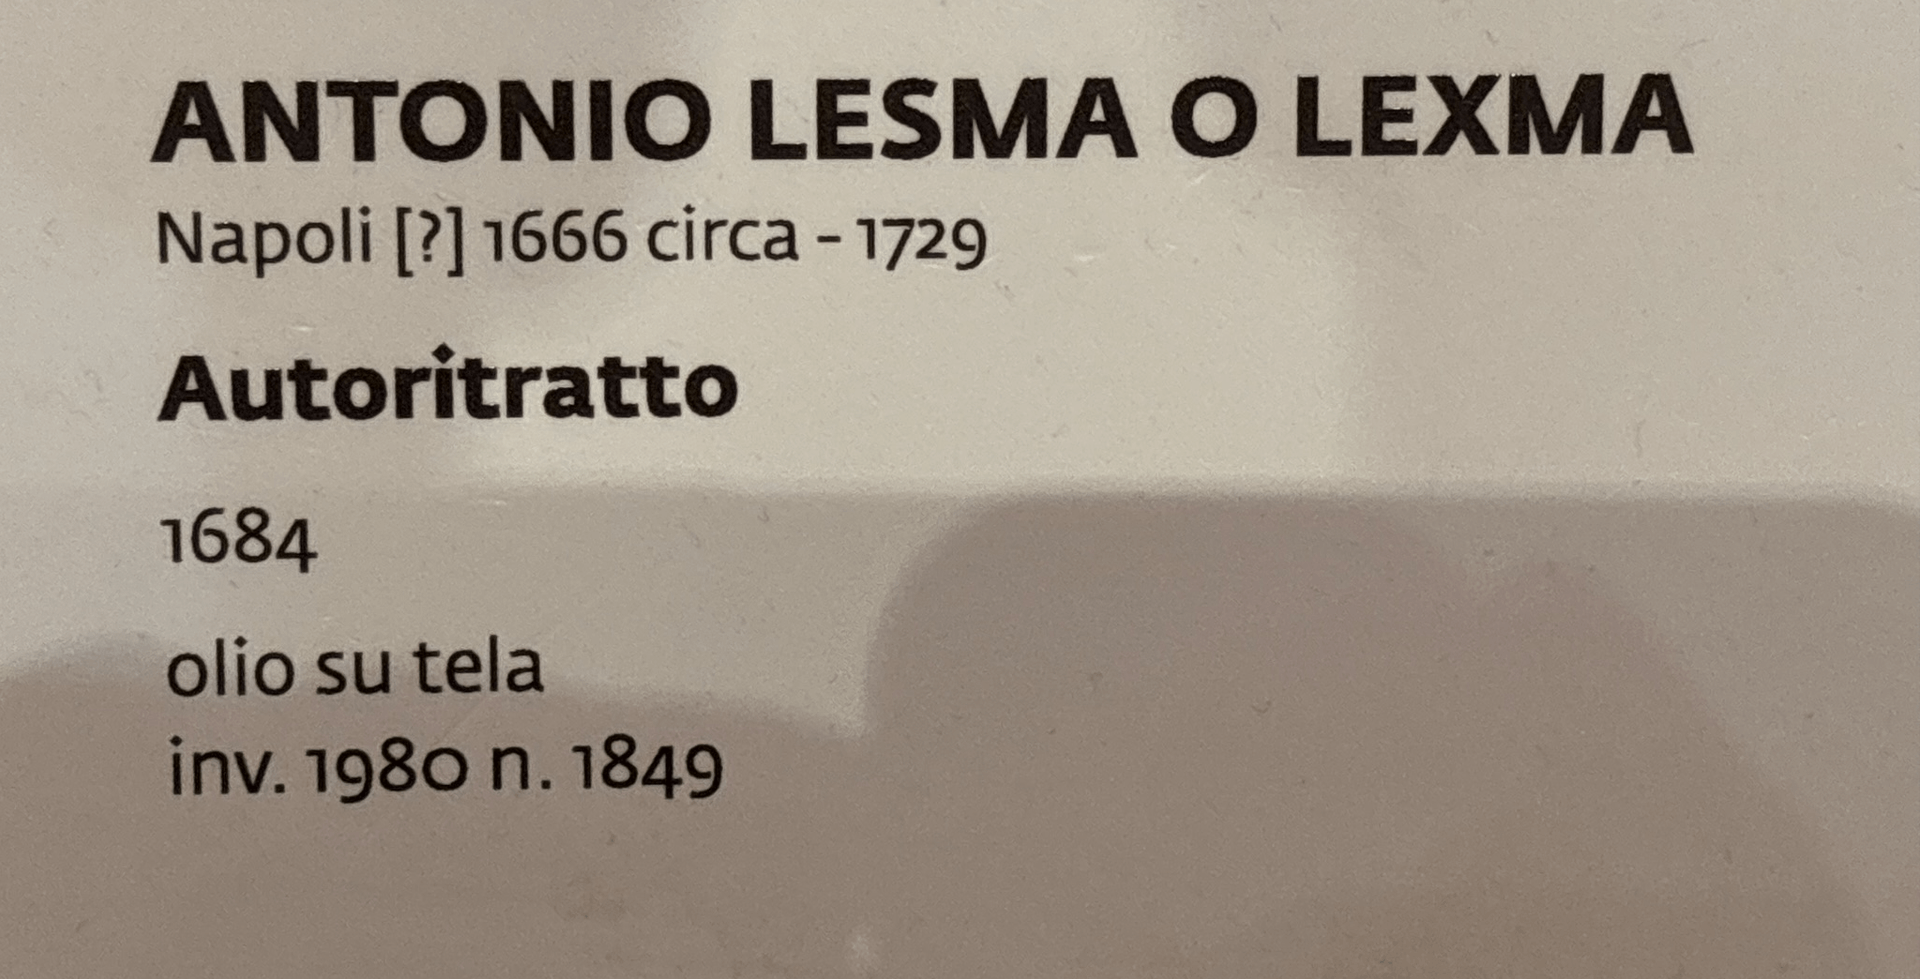 ANTONIO LESMA O LEXMA
Napoli [?] 1666 circa - 1729
Autoritratto
1684
olio su tela
inv. 1980 n. 1849